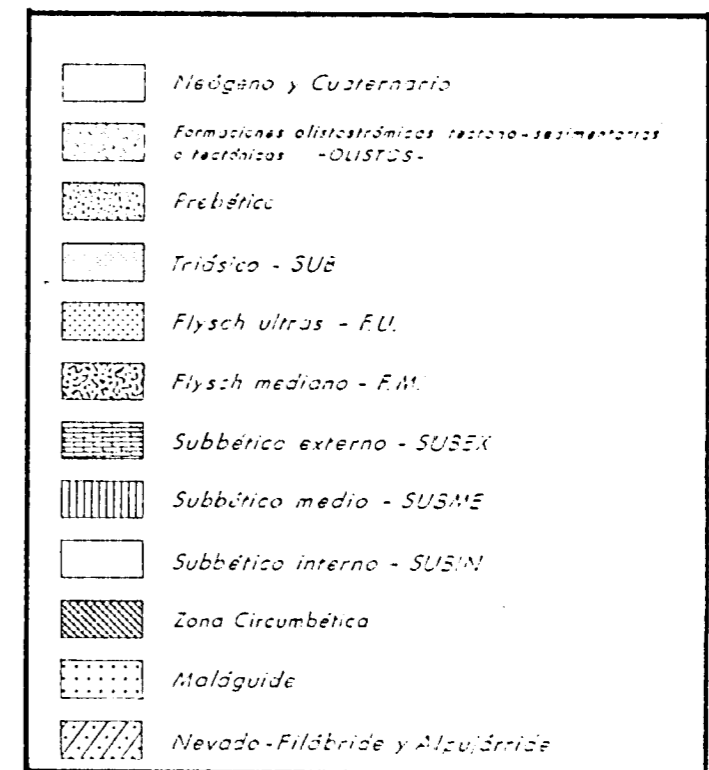 Neógeno y Cuaternario
Formaciones olistostrómicas tectono-sedimentarias
o tectónicas -OLISTOS-
Prebético
Triásico - SUB
Flysch ultras - F.U.
Flysch mediano - F.M.
Subbético externo - SUBEX
Subbético medio - SUBME
Subbético interno - SUBIN
Zona Circumbética
Maláguide
Nevado-Filábride y Alpujárride